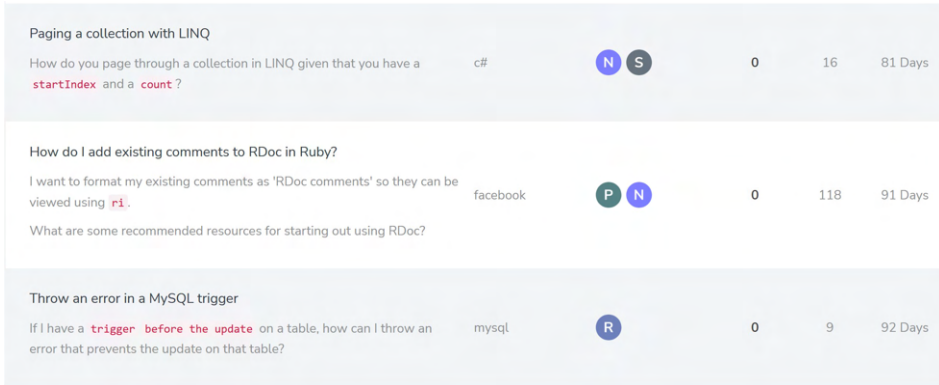 Paging a collection with LINQ
How do you page through a collection in LINQ given that you have a
startIndex and a count ?
c#
N S
0
16
81 Days
How do I add existing comments to RDoc in Ruby?
I want to format my existing comments as 'RDoc comments' so they can be
viewed using ri .
What are some recommended resources for starting out using RDoc?
facebook
P N
0
118
91 Days
Throw an error in a MySQL trigger
If I have a trigger before the update on a table, how can I throw an
error that prevents the update on that table?
mysql
R
0
9
92 Days